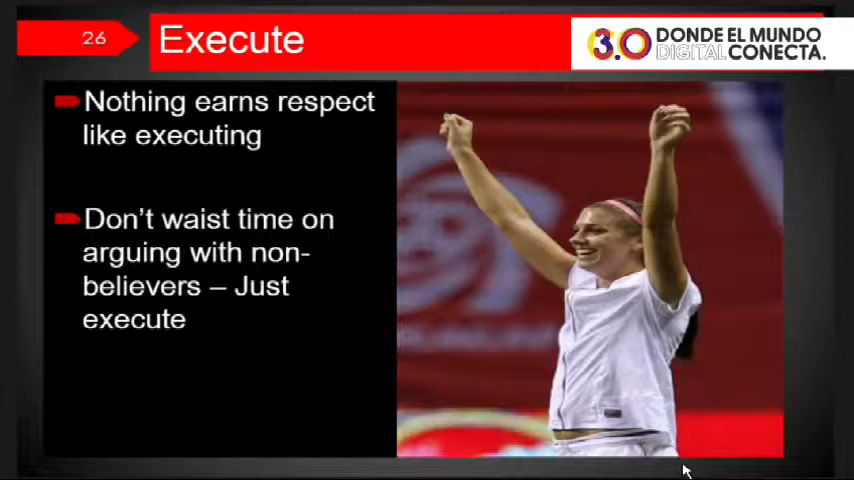 26
Execute
3.0 DONDE EL MUNDO
DIGITAL CONECTA.
Nothing earns respect
like executing
Don't waist time on
arguing with non-
believers – Just
execute